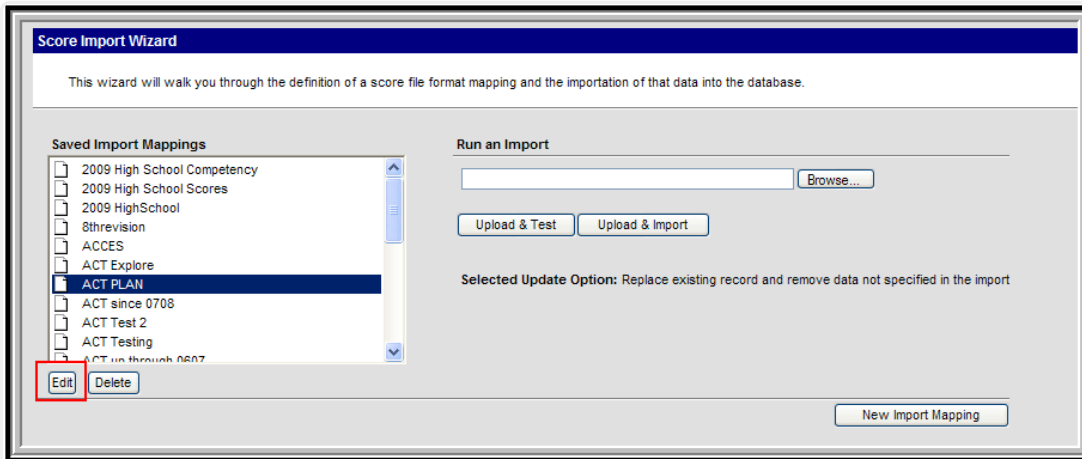 Score Import Wizard
This wizard will walk you through the definition of a score file format mapping and the importation of that data into the database.
Saved Import Mappings
2009 High School Competency
2009 High School Scores
2009 HighSchool
8threvision
ACCES
ACT Explore
ACT PLAN
ACT since 0708
ACT Test 2
ACT Testing
ACT up through 0607
Edit
Delete
Run an Import
Browse...
Upload & Test
Upload & Import
Selected Update Option: Replace existing record and remove data not specified in the import
New Import Mapping